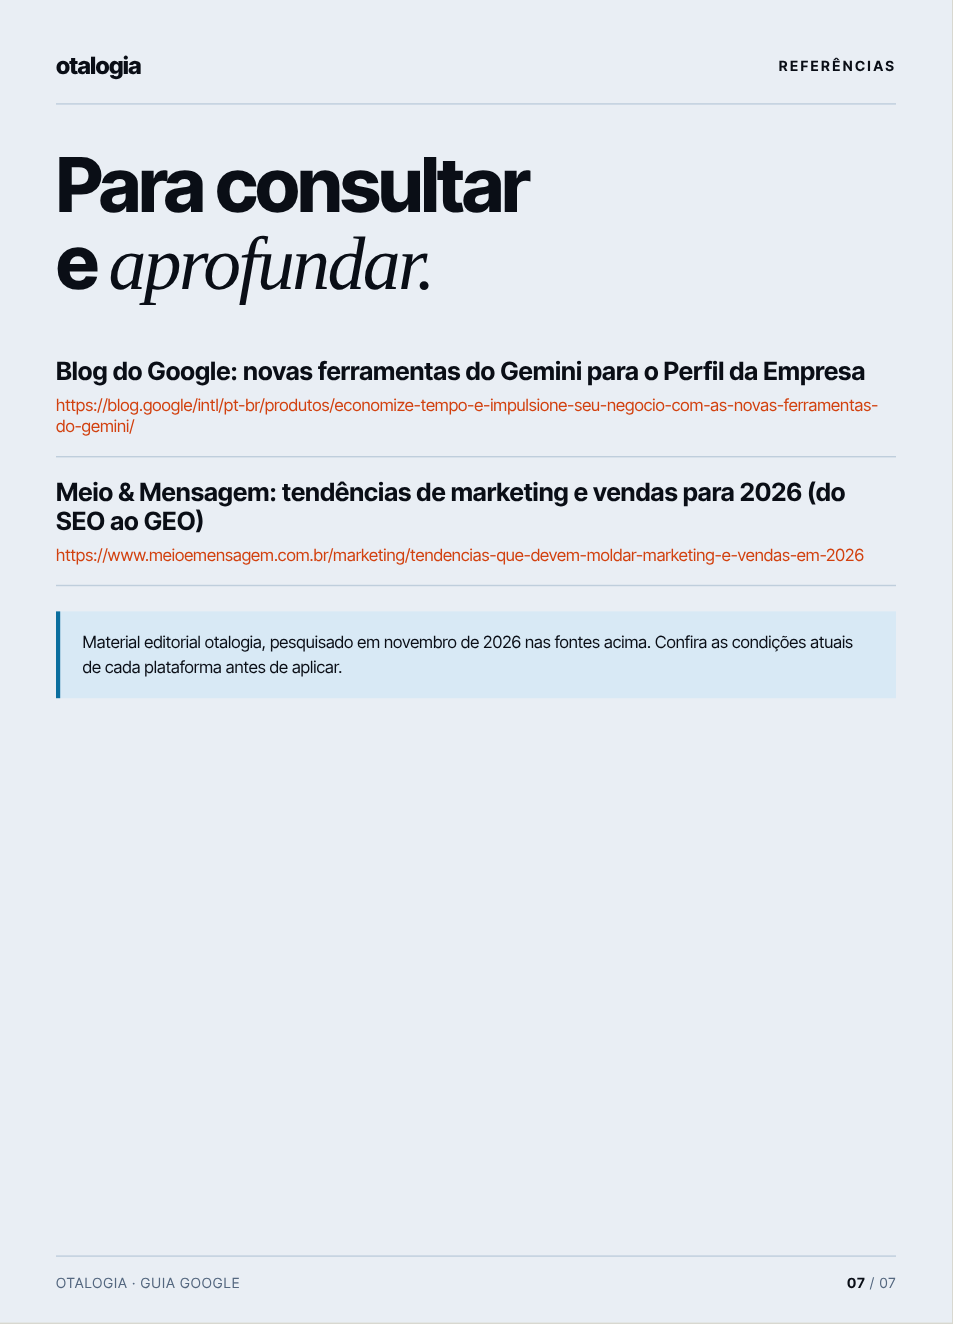 otalogia
REFERÊNCIAS
Para consultar
e aprofundar.
Blog do Google: novas ferramentas do Gemini para o Perfil da Empresa
https://blog.google/intl/pt-br/produtos/economize-tempo-e-impulsione-seu-negocio-com-as-novas-ferramentas-
do-gemini/
Meio & Mensagem: tendências de marketing e vendas para 2026 (do
SEO ao GEO)
https://www.meioemensagem.com.br/marketing/tendencias-que-devem-moldar-marketing-e-vendas-em-2026
Material editorial otalogia, pesquisado em novembro de 2026 nas fontes acima. Confira as condições atuais
de cada plataforma antes de aplicar.
OTALOGIA · GUIA GOOGLE
07 / 07